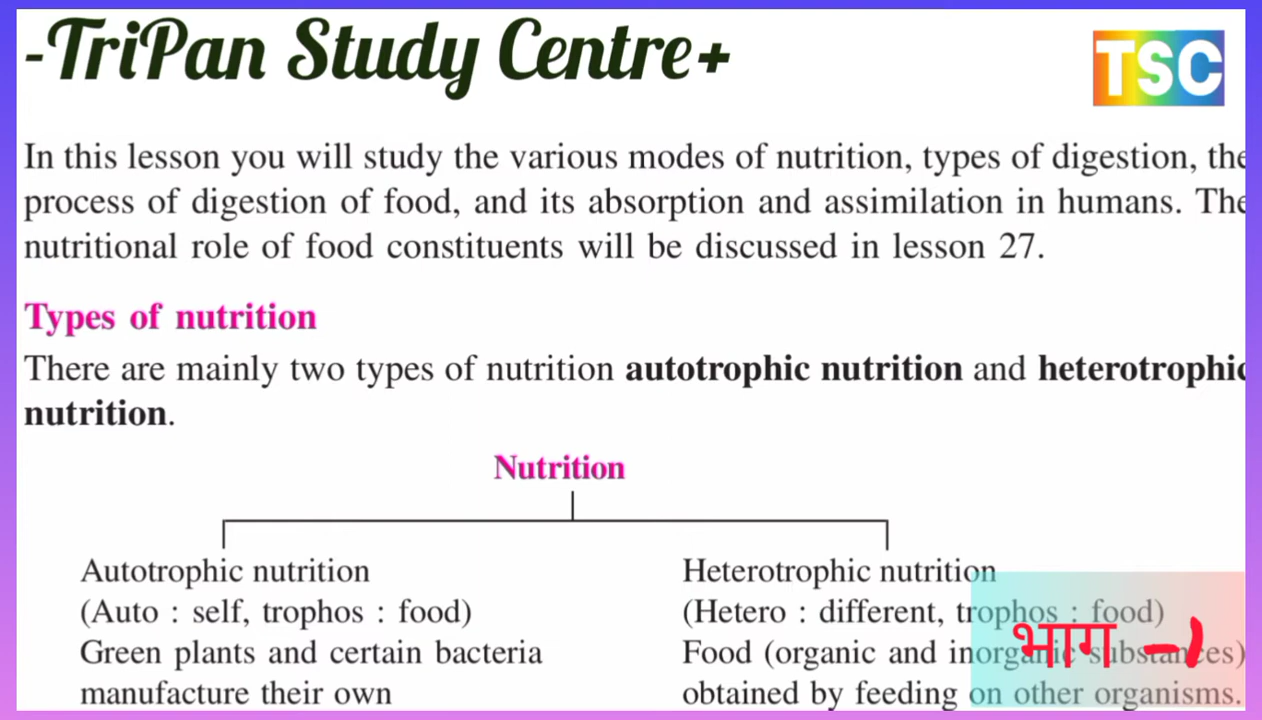 -TriPan Study Centre+
TSC
In this lesson you will study the various modes of nutrition, types of digestion, the
process of digestion of food, and its absorption and assimilation in humans. The
nutritional role of food constituents will be discussed in lesson 27.
Types of nutrition
There are mainly two types of nutrition autotrophic nutrition and heterotrophic
nutrition.
Nutrition
Autotrophic nutrition
(Auto : self, trophos : food)
Green plants and certain bacteria
manufacture their own
Heterotrophic nutrition
(Hetero : different, trophos : food)
Food (organic and inorganic substances)
obtained by feeding on other organisms.
भाग -1